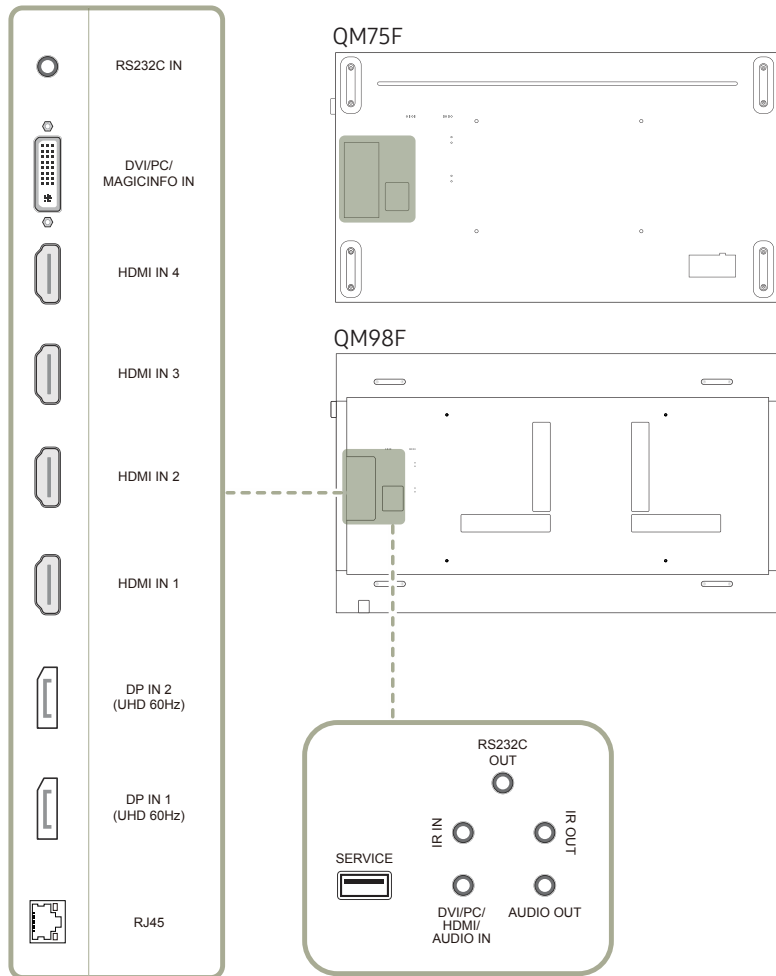 QM75F
RS232C IN
DVI/PC/
MAGICINFO IN
HDMI IN 4
HDMI IN 3
HDMI IN 2
HDMI IN 1
DP IN 2
(UHD 60Hz)
DP IN 1
(UHD 60Hz)
RJ45
QM98F
RS232C
OUT
IR IN
IR OUT
SERVICE
DVI/PC/
HDMI/
AUDIO IN
AUDIO OUT